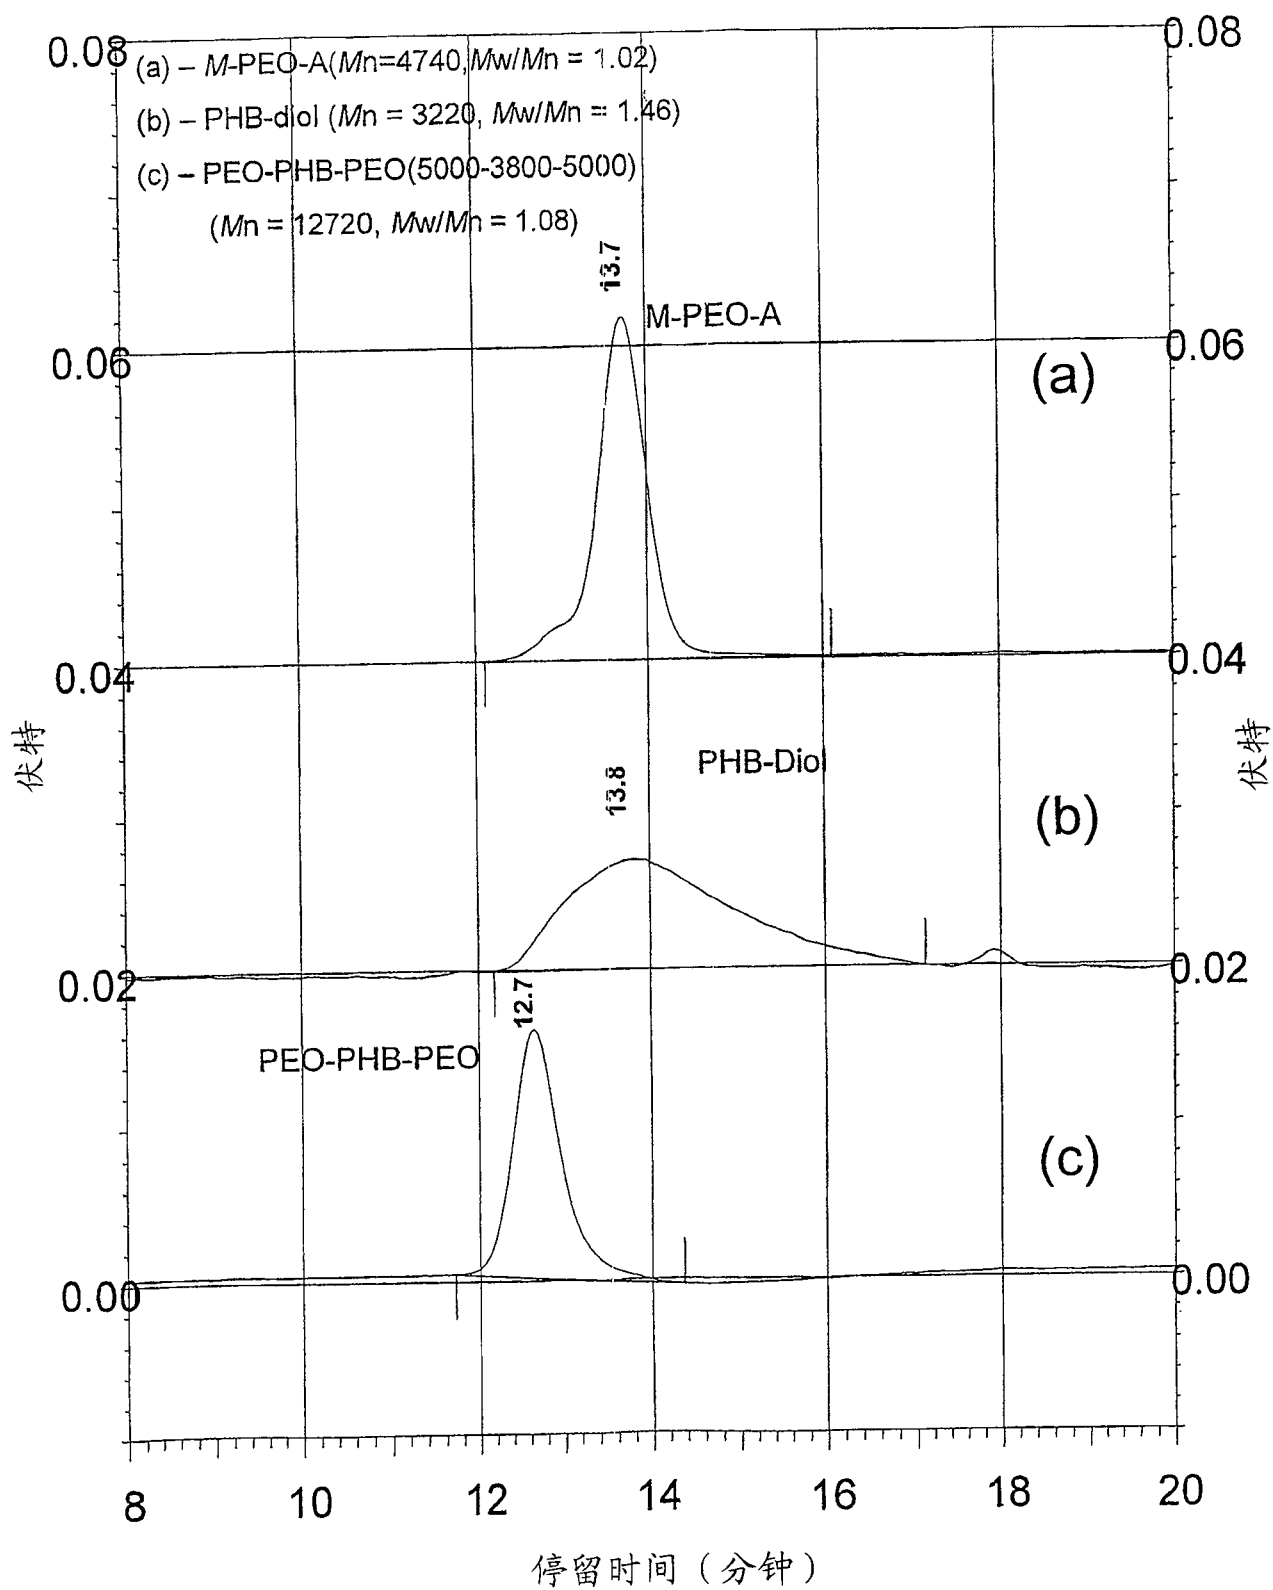 0.08
0.08
(a) – M-PEO-A(Mn=4740,Mw/Mn = 1.02)
(b) – PHB-diol (Mn = 3220, Mw/Mn = 1.46)
(c) – PEO-PHB-PEO(5000-3800-5000)
(Mn = 12720, Mw/Mn = 1.08)
13.7
M-PEO-A
0.06
0.06
(a)
0.04
0.04
伏特
伏特
PHB-Diol
13.8
(b)
0.02
0.02
12.7
PEO-PHB-PEO
(c)
0.00
0.00
8 10 12 14 16 18 20
停留时间（分钟）